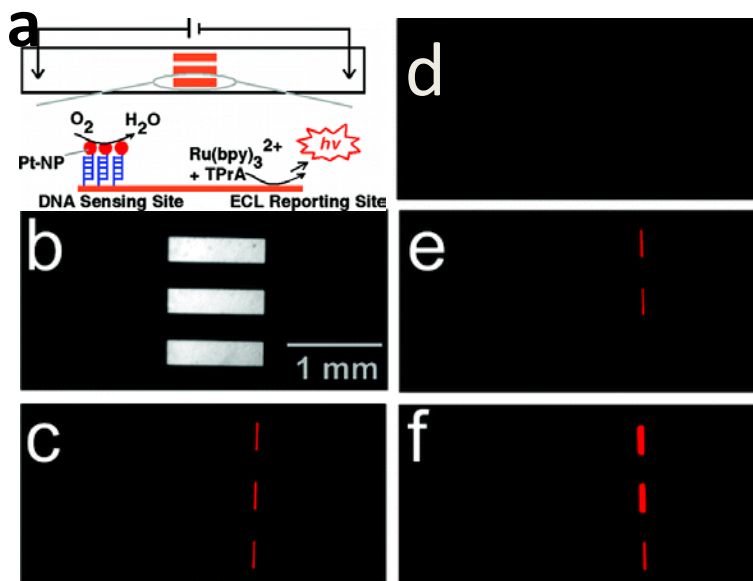 a
O2 H2O
Pt-NP
Ru(bpy)3 2+
+ TPrA
hv
DNA Sensing Site ECL Reporting Site
b
1 mm
c
d
e
f